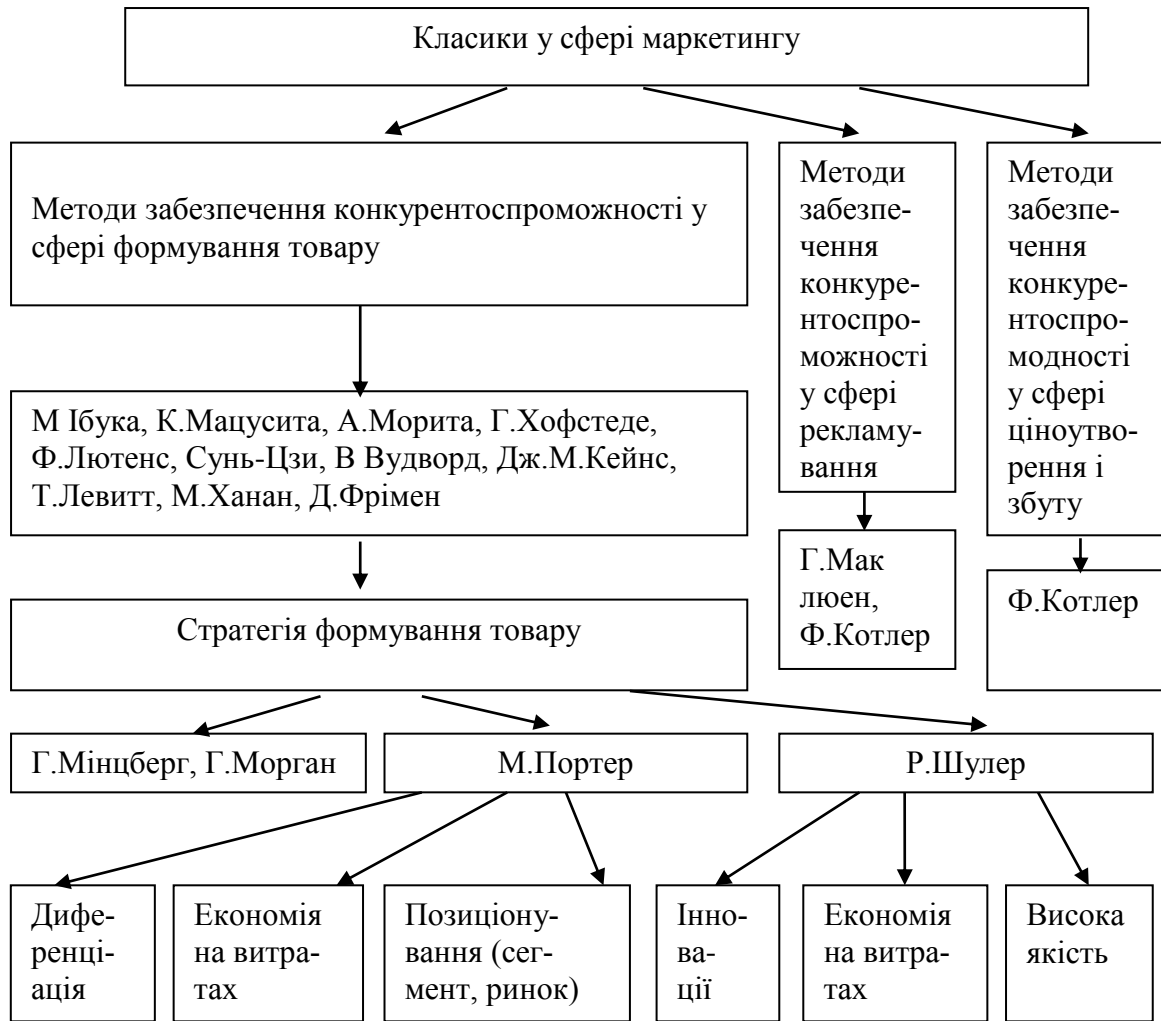 Класики у сфері маркетингу
Методи забезпечення конкурентоспроможності у
сфері формування товару
Методи
забезпе-
чення
конкуре-
нтоспро-
можності
у сфері
рекламу-
вання
Методи
забезпе-
чення
конкуре-
нтоспро-
модності
у сфері
ціноутво-
рення і
збуту
М Ібука, К.Мацусита, А.Морита, Г.Хофстеде,
Ф.Лютенс, Сунь-Цзи, В Вудворд, Дж.М.Кейнс,
Т.Левитт, М.Ханан, Д.Фрімен
Г.Мак
люен,
Ф.Котлер
Ф.Котлер
Стратегія формування товару
Г.Мінцберг, Г.Морган
М.Портер
Р.Шулер
Дифе-
ренці-
ація
Економія
на витра-
тах
Позиціону-
вання (сег-
мент, ринок)
Інно-
ва-
ції
Економія
на витра-
тах
Висока
якість